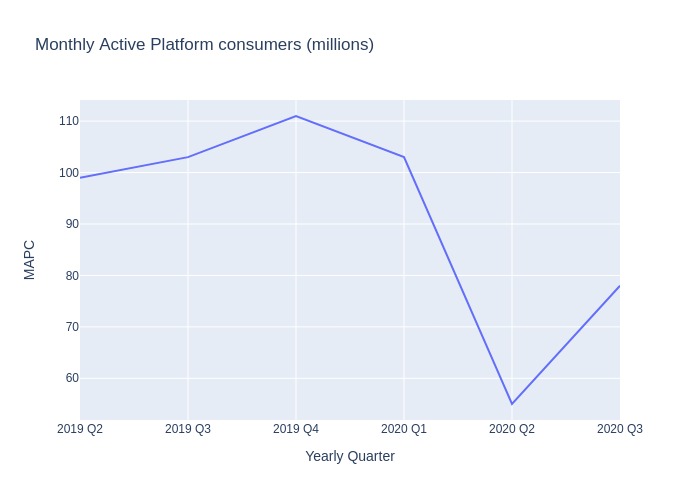 Monthly Active Platform consumers (millions)
MAPC
110
100
90
80
70
60
2019 Q2
2019 Q3
2019 Q4
2020 Q1
2020 Q2
2020 Q3
Yearly Quarter